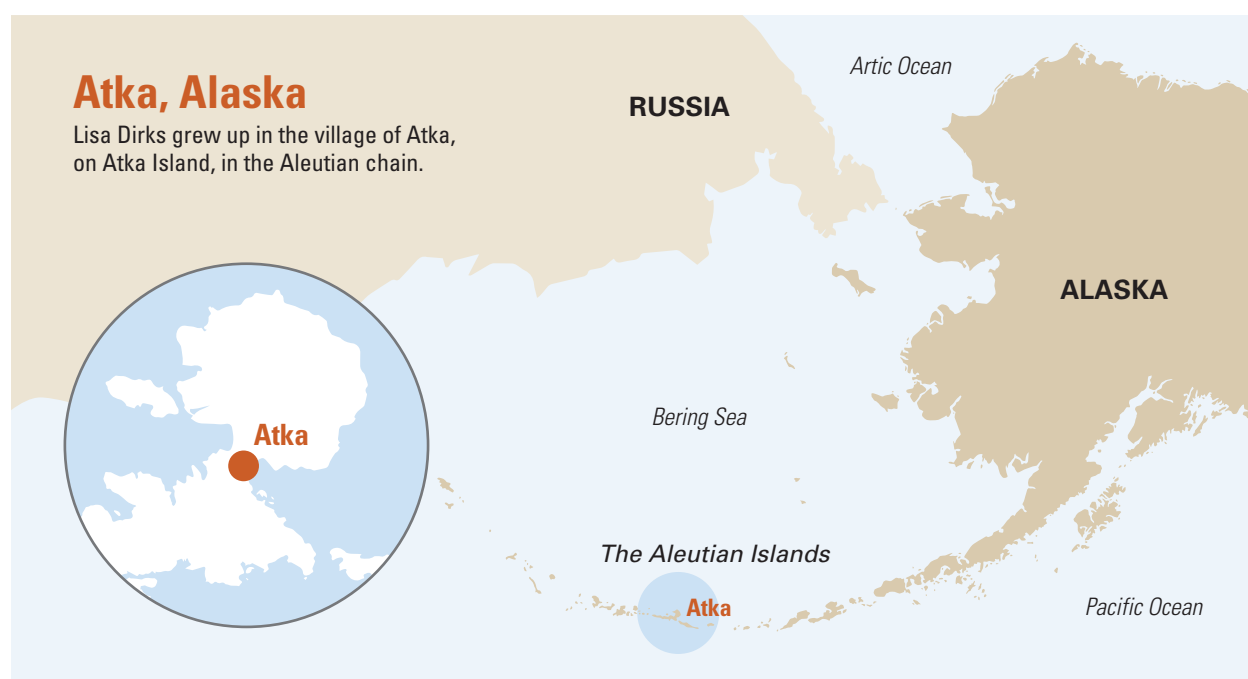 Atka, Alaska
Lisa Dirks grew up in the village of Atka,
on Atka Island, in the Aleutian chain.
Artic Ocean
RUSSIA
ALASKA
Bering Sea
Atka
The Aleutian Islands
Atka
Pacific Ocean